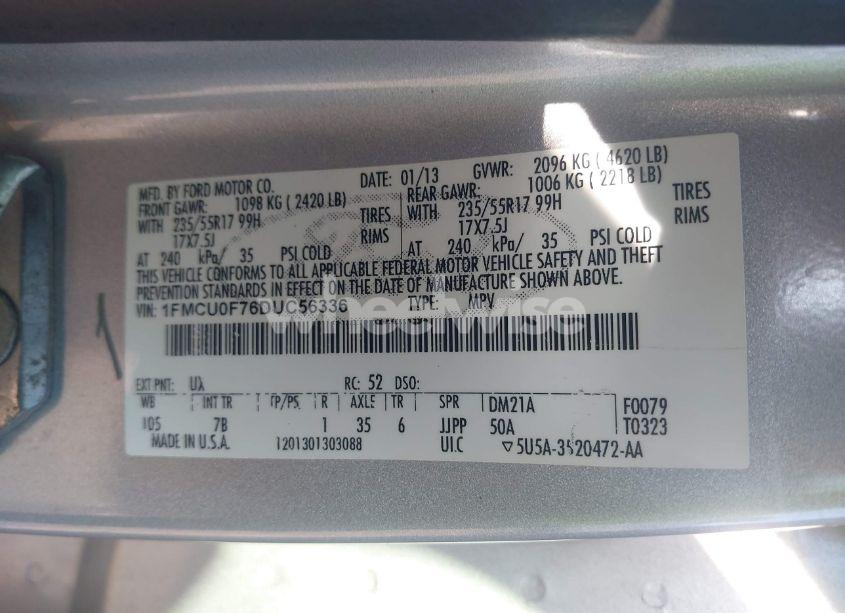 MFD. BY FORD MOTOR CO. DATE: 01/13 GVWR: 2096 KG ( 4620 LB)
FRONT GAWR: 1098 KG ( 2420 LB) REAR GAWR: 1006 KG ( 2218 LB)
WITH 235/55R17 99H TIRES WITH 235/55R17 99H TIRES
17X7.5J RIMS 17X7.5J RIMS
AT 240 kPa/ 35 PSI COLD AT 240 kPa/ 35 PSI COLD
THIS VEHICLE CONFORMS TO ALL APPLICABLE FEDERAL MOTOR VEHICLE SAFETY AND THEFT
PREVENTION STANDARDS IN EFFECT ON THE DATE OF MANUFACTURE SHOWN ABOVE.
VIN: 1FMCU0F76DUC56336 TYPE: MPV
wheelwise
EXT PNT: UX RC: 52 DSO:
WB INT TR TP/PS R AXLE TR SPR DM21A F0079
105 7B 1 35 6 JJPP 50A T0323
MADE IN U.S.A. 1201301303088 UI.C ▽5U5A-3520472-AA